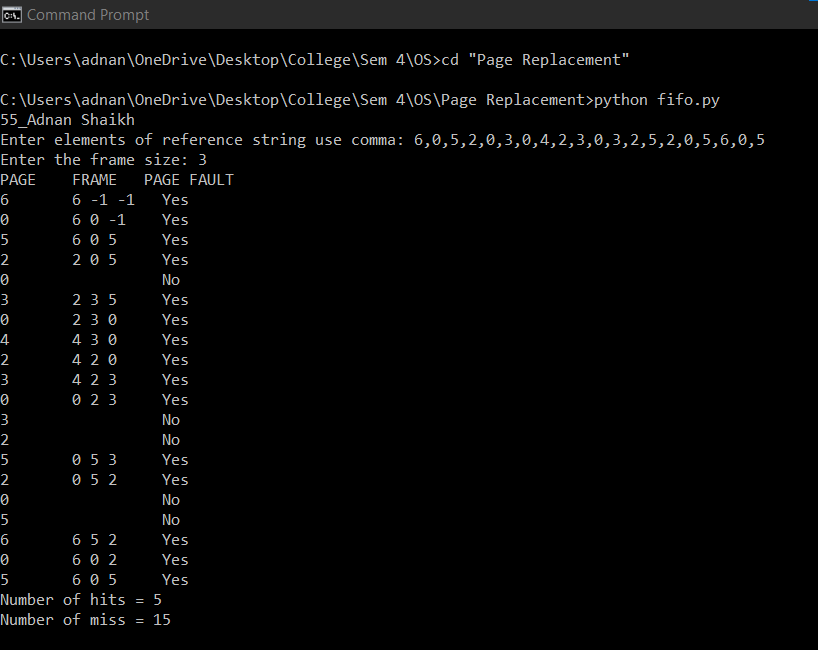 Command Prompt
C:\Users\adnan\OneDrive\Desktop\College\Sem 4\OS>cd "Page Replacement"
C:\Users\adnan\OneDrive\Desktop\College\Sem 4\OS\Page Replacement>python fifo.py
55_Adnan Shaikh
Enter elements of reference string use comma: 6,0,5,2,0,3,0,4,2,3,0,3,2,5,2,0,5,6,0,5
Enter the frame size: 3
PAGE    FRAME   PAGE FAULT
6       6 -1 -1   Yes
0       6 0 -1    Yes
5       6 0 5     Yes
2       2 0 5     Yes
0                 No
3       2 3 5     Yes
0       2 3 0     Yes
4       4 3 0     Yes
2       4 2 0     Yes
3       4 2 3     Yes
0       0 2 3     Yes
3                 No
2                 No
5       0 5 3     Yes
2       0 5 2     Yes
0                 No
5                 No
6       6 5 2     Yes
0       6 0 2     Yes
5       6 0 5     Yes
Number of hits = 5
Number of miss = 15